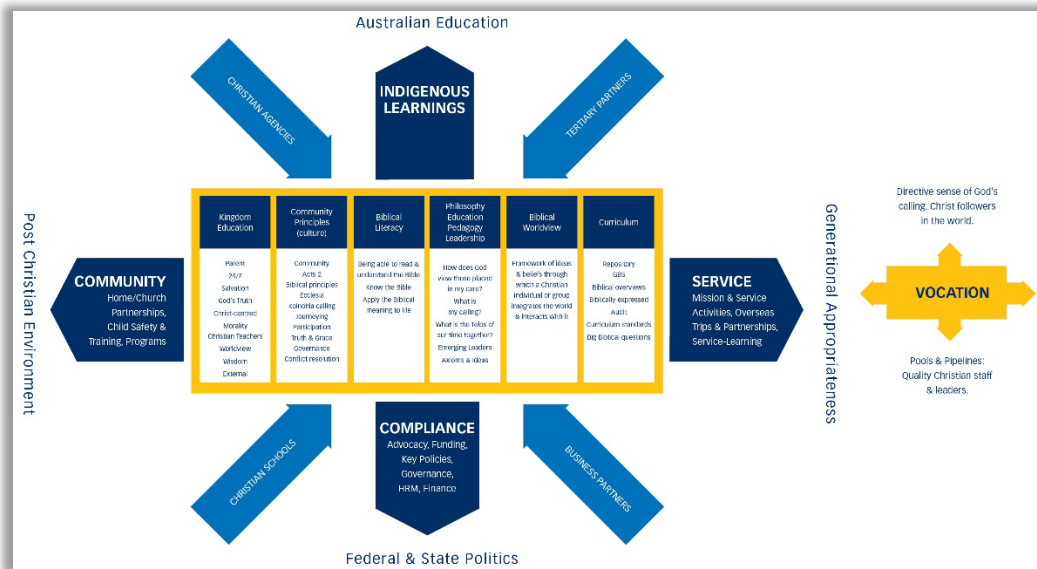 Australian Education
CHRISTIAN AGENCIES
INDIGENOUS
LEARNINGS
TERTIARY PARTNERS
Post Christian Environment
COMMUNITY
Home/Church
Partnerships,
Child Safety &
Training, Programs
Kingdom
Education
Parent
24/7
Salvation
God's Truth
Christ-centred
Morality
Christian Teachers
Worldview
Wisdom
External
Community
Principles
(culture)
Community
Acts 2
Biblical principles
Ecclesia
Koinonia calling
Journeying
Participation
Truth & Grace
Governance
Conflict resolution
Biblical
Literacy
Being able to read &
understand the Bible
Know the Bible
Apply the Biblical
meaning to life
Philosophy
Education
Pedagogy
Leadership
How does God
view those placed
in my care?
What is
my calling?
What is the telos of
our time together?
Emerging Leaders
Axioms & Ideas
Biblical
Worldview
Framework of ideas
& beliefs through
which a Christian
individual or group
integrates the world
& interacts with it
Curriculum
Repository
GBS
Biblical overviews
Biblically expressed
Audit
Curriculum standards
Big Biblical questions
SERVICE
Mission & Service
Activities, Overseas
Trips & Partnerships,
Service-Learning
Generational Appropriateness
Directive sense of God's
calling. Christ followers
in the world.
VOCATION
Pools & Pipelines:
Quality Christian staff
& leaders.
CHRISTIAN SCHOOLS
COMPLIANCE
Advocacy, Funding,
Key Policies,
Governance,
HRM, Finance
BUSINESS PARTNERS
Federal & State Politics